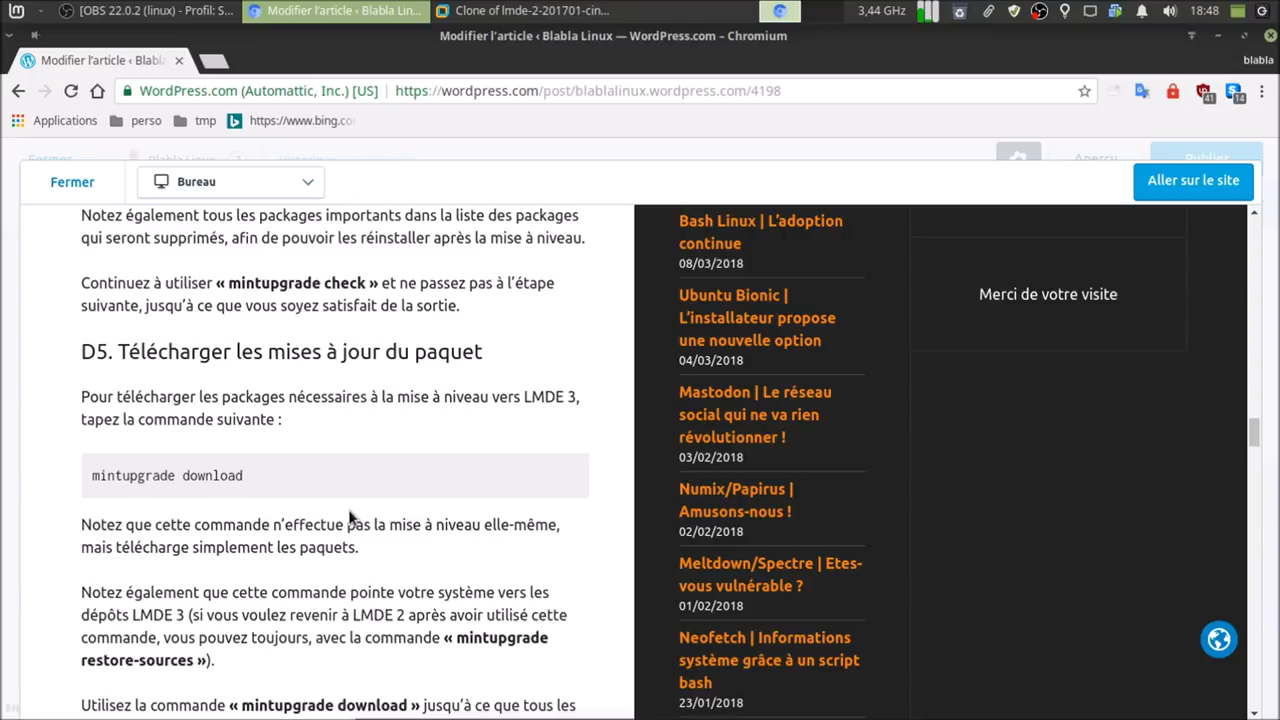 [OBS 22.0.2 (linux) - Profil: S...
Modifier l'article ‹ Blabla Lin...
Clone of lmde-2-201701-cin...
3,44 GHz
18:48
Modifier l'article ‹ Blabla Linux — WordPress.com – Chromium
Modifier l'article ‹ Blabla
blabla
WordPress.com (Automattic, Inc.) [US]
https://wordpress.com/post/blablalinux.wordpress.com/4198
41
14
Applications
perso
tmp
https://www.bing.co
Fermer
Aperçu
Publier
Fermer
Bureau
Aller sur le site
Notez également tous les packages importants dans la liste des packages
qui seront supprimés, afin de pouvoir les réinstaller après la mise à niveau.
Continuez à utiliser « mintupgrade check » et ne passez pas à l'étape
suivante, jusqu'à ce que vous soyez satisfait de la sortie.
D5. Télécharger les mises à jour du paquet
Pour télécharger les packages nécessaires à la mise à niveau vers LMDE 3,
tapez la commande suivante :
mintupgrade download
Notez que cette commande n'effectue pas la mise à niveau elle-même,
mais télécharge simplement les paquets.
Notez également que cette commande pointe votre système vers les
dépôts LMDE 3 (si vous voulez revenir à LMDE 2 après avoir utilisé cette
commande, vous pouvez toujours, avec la commande « mintupgrade
restore-sources »).
Utilisez la commande « mintupgrade download » jusqu'à ce que tous les
Bash Linux | L'adoption
continue
08/03/2018
Ubuntu Bionic |
L'installateur propose
une nouvelle option
04/03/2018
Mastodon | Le réseau
social qui ne va rien
révolutionner !
03/02/2018
Numix/Papirus |
Amusons-nous !
02/02/2018
Meltdown/Spectre | Etes-
vous vulnérable ?
01/02/2018
Neofetch | Informations
système grâce à un script
bash
23/01/2018
Merci de votre visite